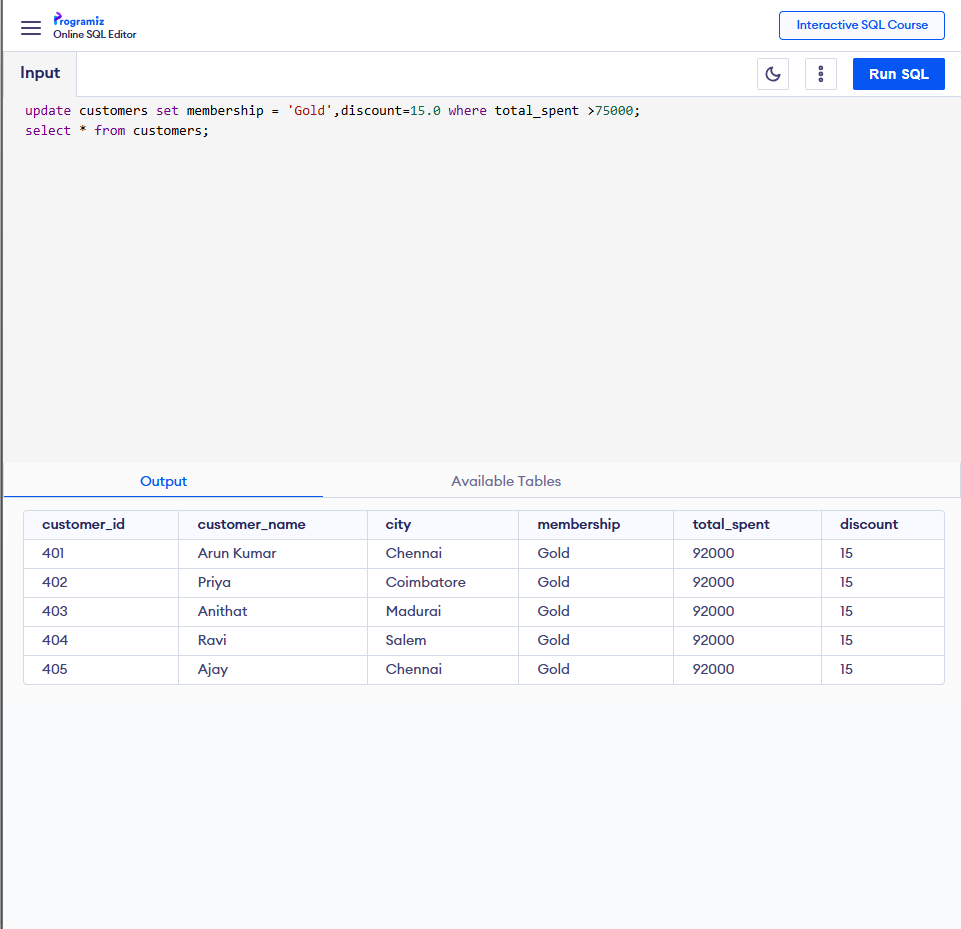 Programiz
Online SQL Editor
Interactive SQL Course
Input
Run SQL
update customers set membership = 'Gold',discount=15.0 where total_spent >75000;
select * from customers;
Output Available Tables
customer_id customer_name city membership total_spent discount
401 Arun Kumar Chennai Gold 92000 15
402 Priya Coimbatore Gold 92000 15
403 Anithat Madurai Gold 92000 15
404 Ravi Salem Gold 92000 15
405 Ajay Chennai Gold 92000 15